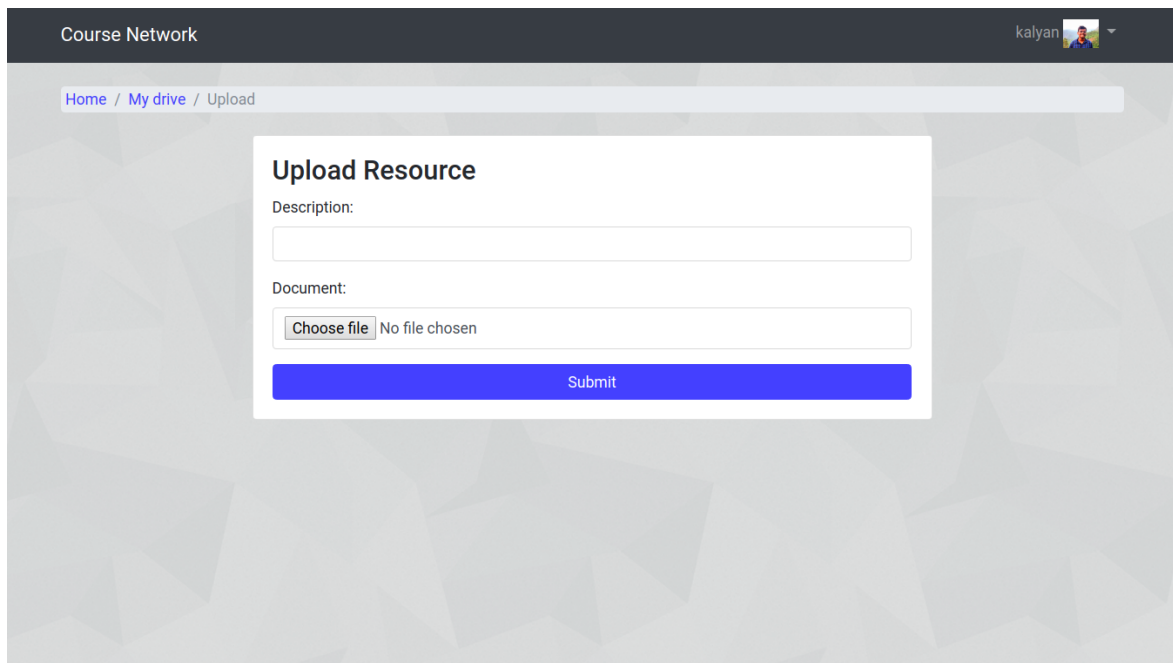 Course Network
kalyan
Home / My drive / Upload
Upload Resource
Description:
Document:
Choose file No file chosen
Submit